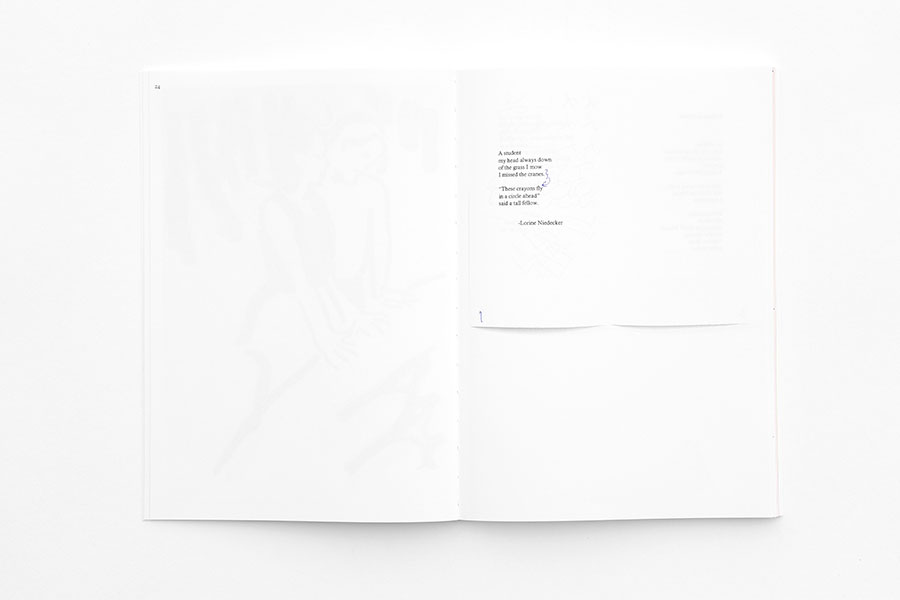 24
A student
my head always down
of the grass I mow
I missed the cranes.
"These crayons fly
in a circle ahead"
said a tall fellow.
-Lorine Niedecker